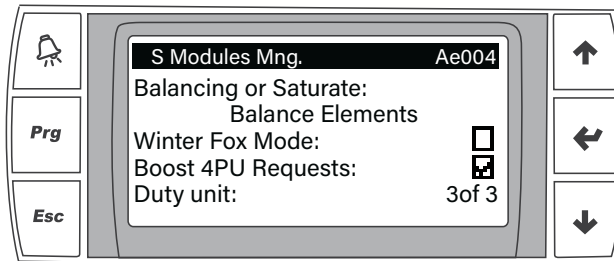 S Modules Mng. Ae004
Balancing or Saturate:
Balance Elements
Winter Fox Mode:
Boost 4PU Requests:
Duty unit: 3of 3
Prg
Esc